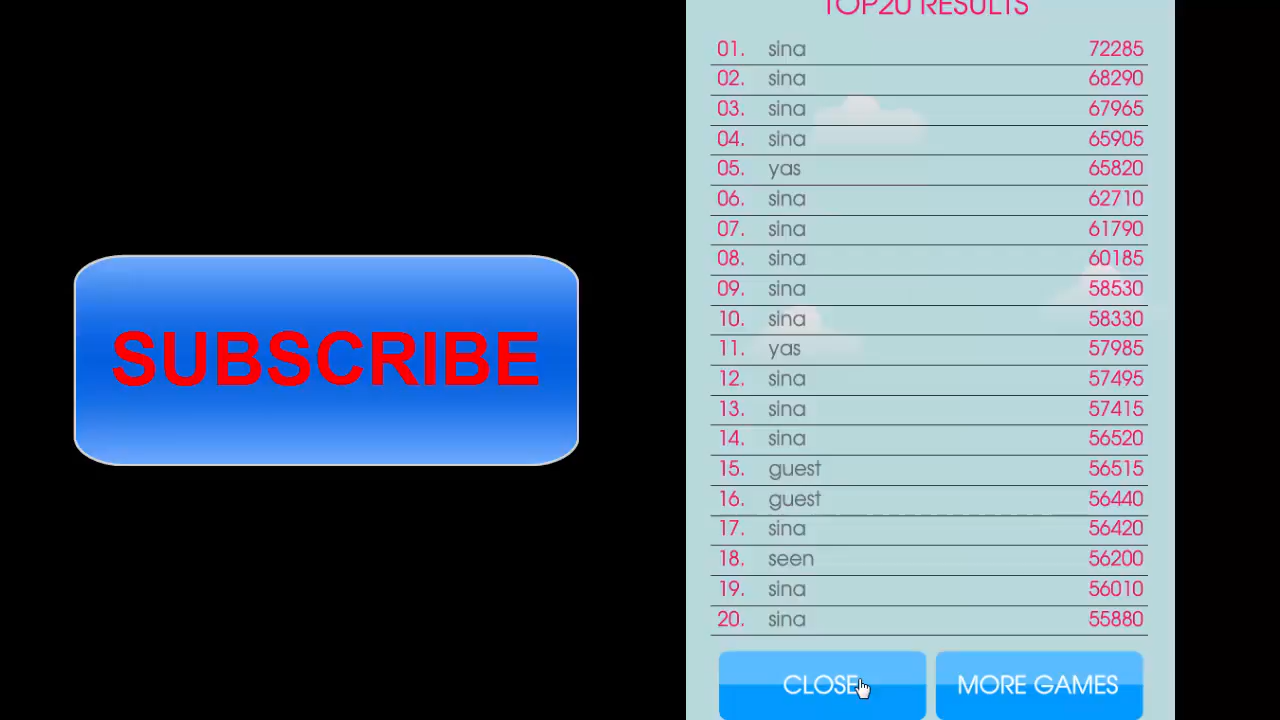 TOP20 RESULTS
01. sina 72285
02. sina 68290
03. sina 67965
04. sina 65905
05. yas 65820
06. sina 62710
07. sina 61790
08. sina 60185
09. sina 58530
10. sina 58330
11. yas 57985
12. sina 57495
13. sina 57415
14. sina 56520
15. guest 56515
16. guest 56440
17. sina 56420
18. seen 56200
19. sina 56010
20. sina 55880
SUBSCRIBE
CLOSE MORE GAMES